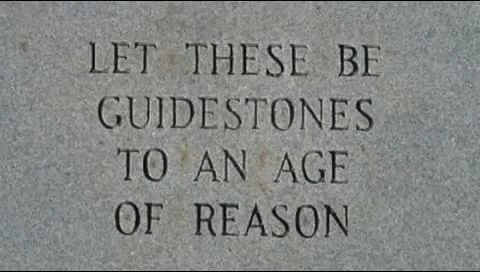 LET THESE BE
GUIDESTONES
TO AN AGE
OF REASON